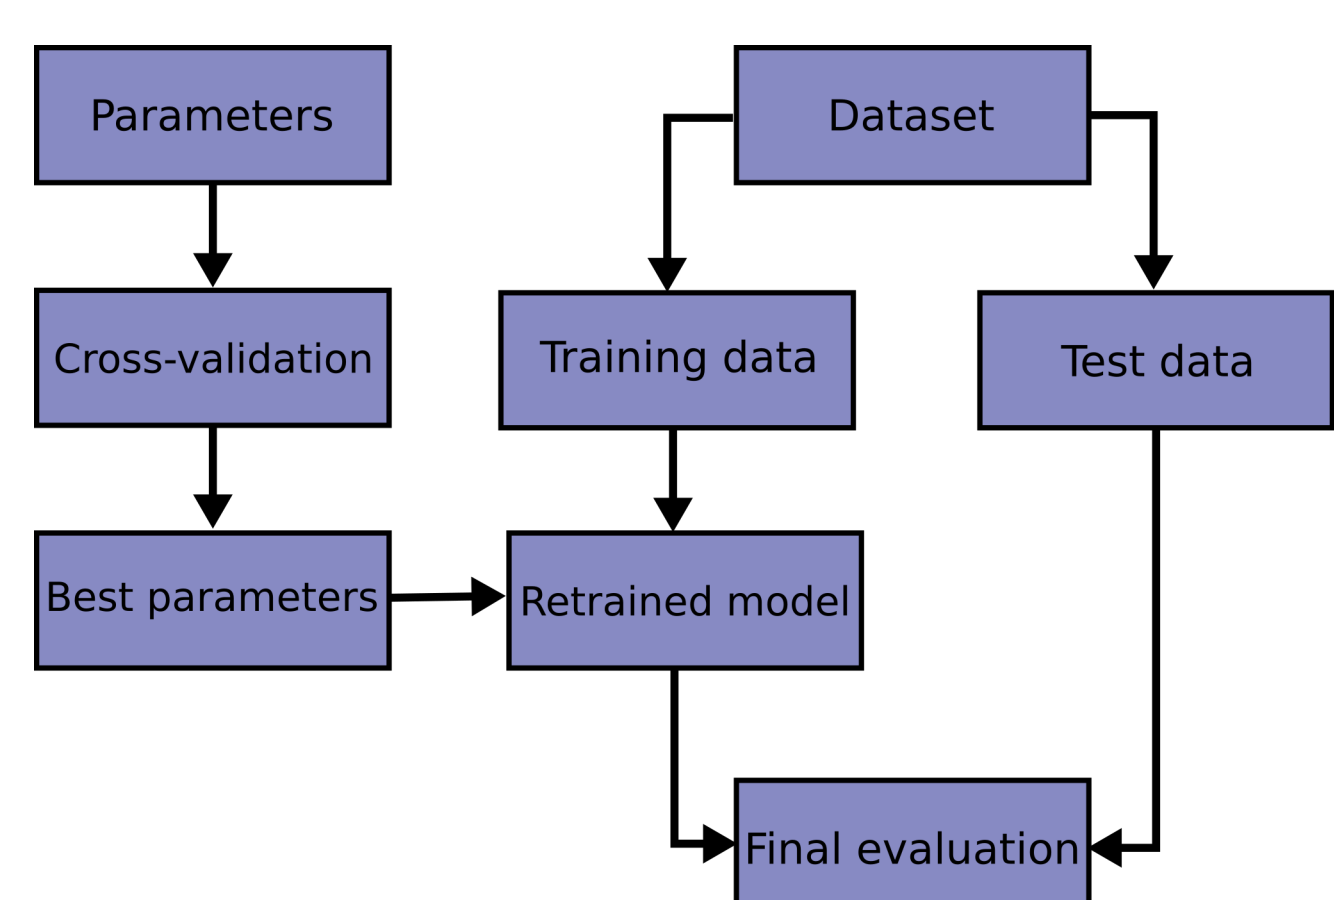 Parameters
Dataset
Cross-validation
Training data
Test data
Best parameters
Retrained model
Final evaluation